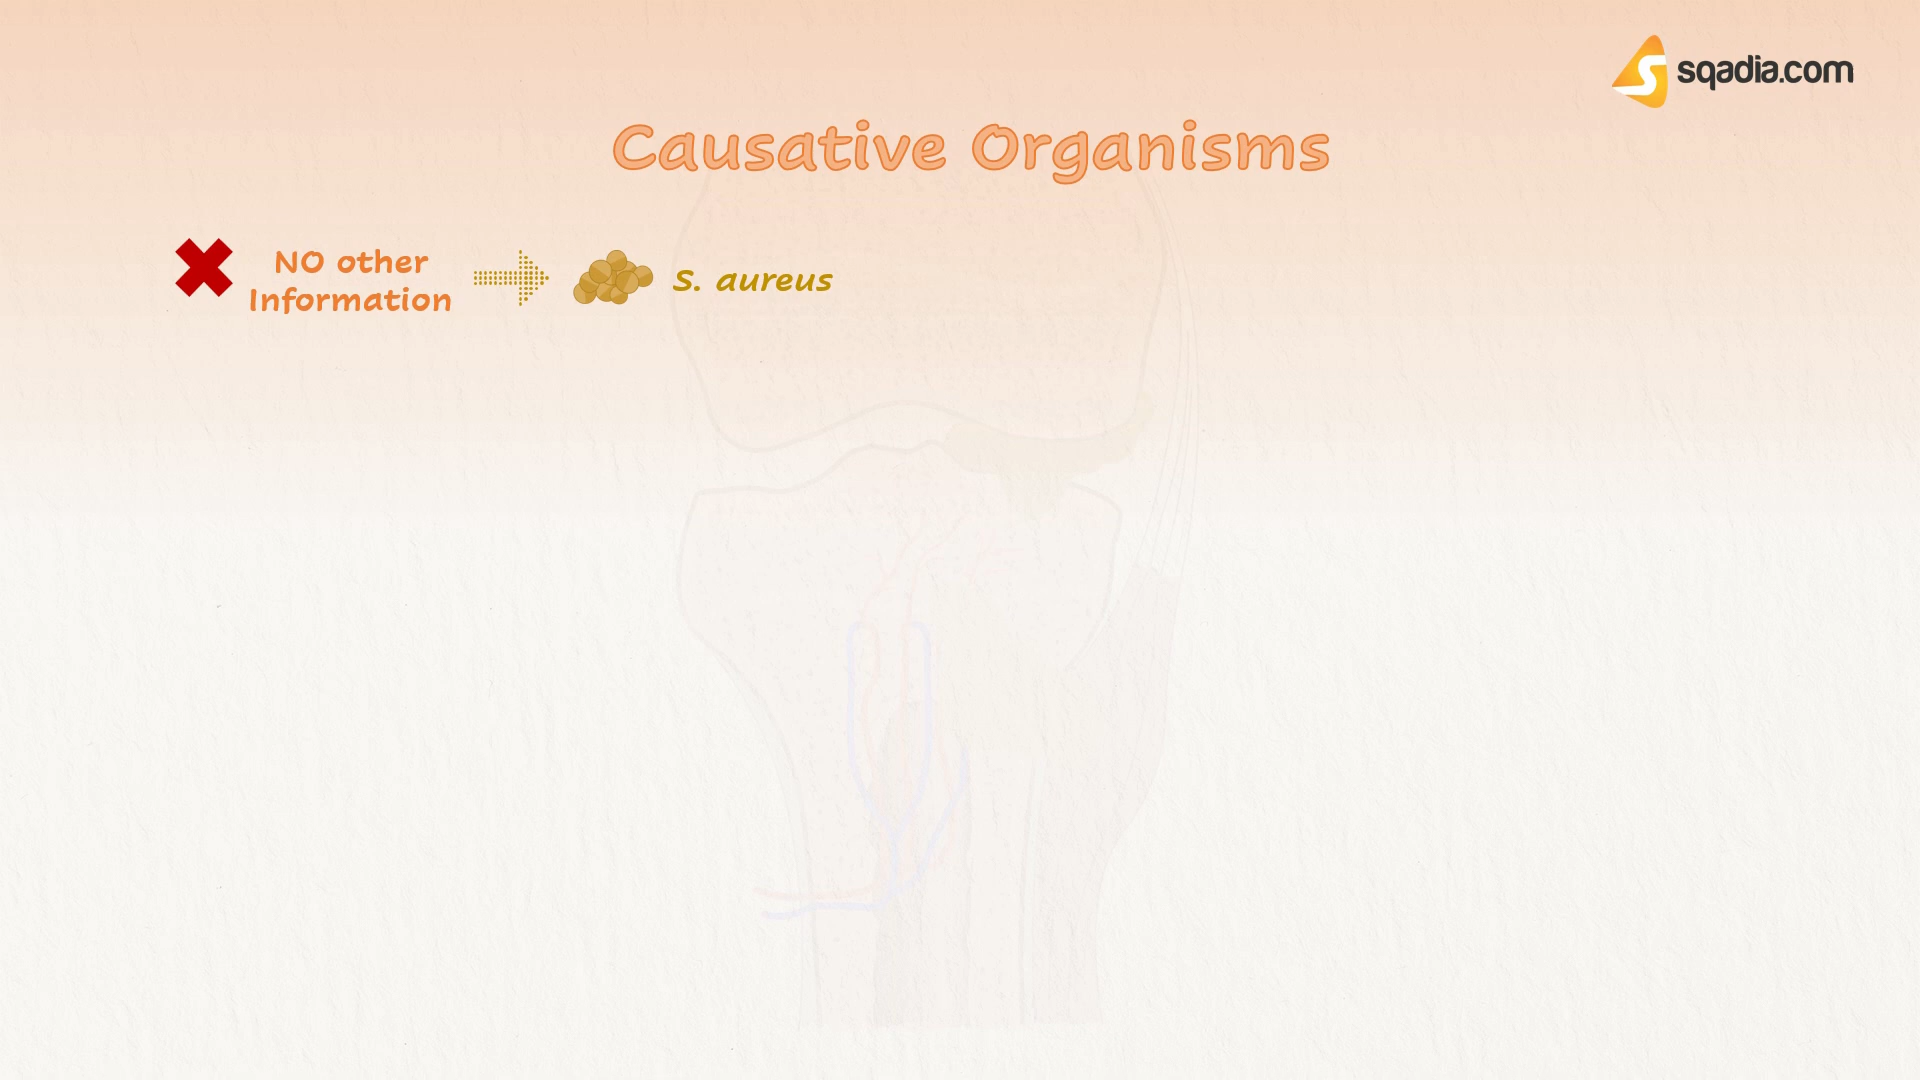 sqadia.com
Causative Organisms
NO other
Information
S. aureus